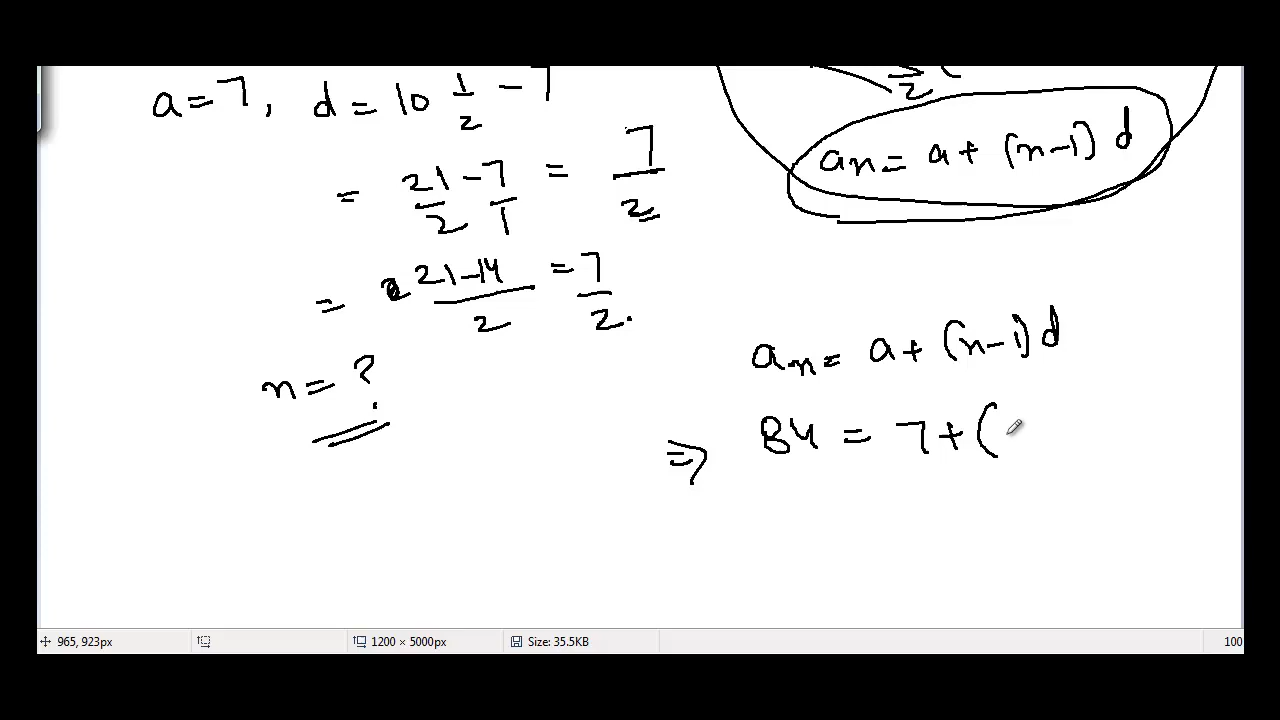 a = 7, d = 10 1/2 - 7
= 21/2 - 7/1 = 7/2
= 21-14/2 = 7/2.
n = ?
2
an = a + (n-1) d
an = a + (n-1) d
⇒ 84 = 7 + (
965, 923px 1200 × 5000px Size: 35.5KB 100